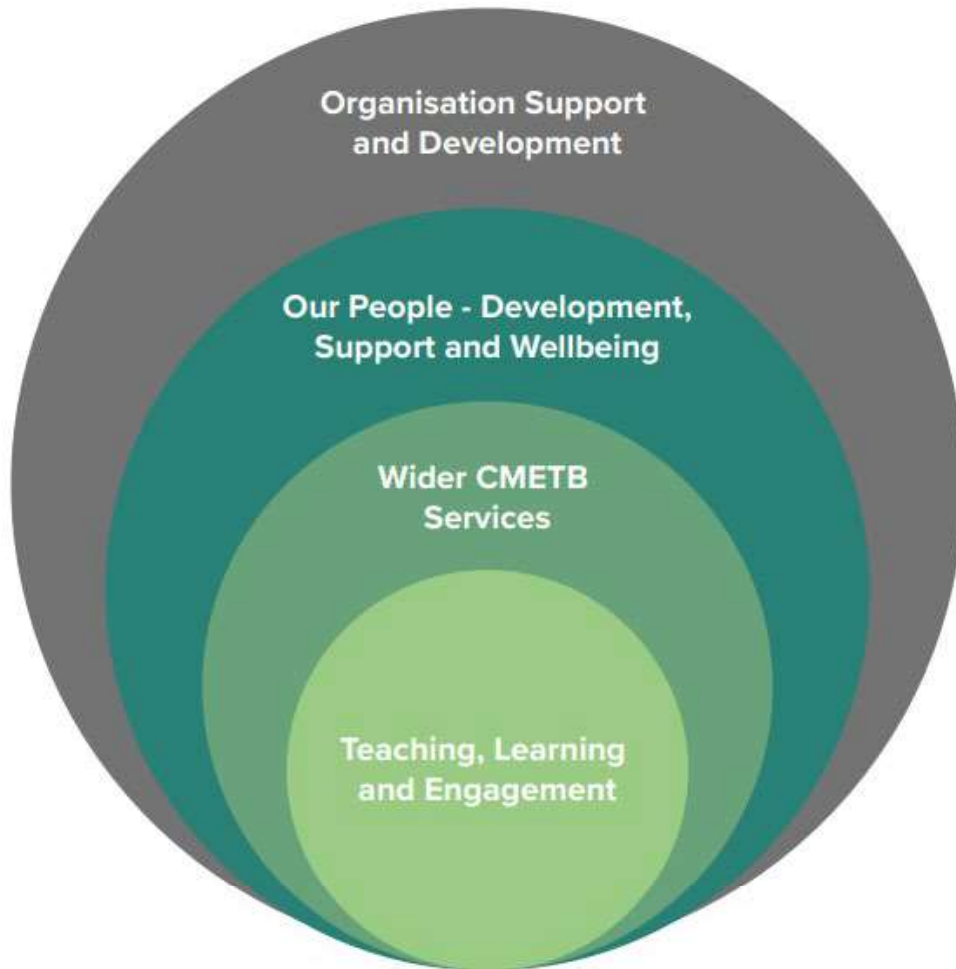 Organisation Support
and Development
Our People - Development,
Support and Wellbeing
Wider CMETB
Services
Teaching, Learning
and Engagement